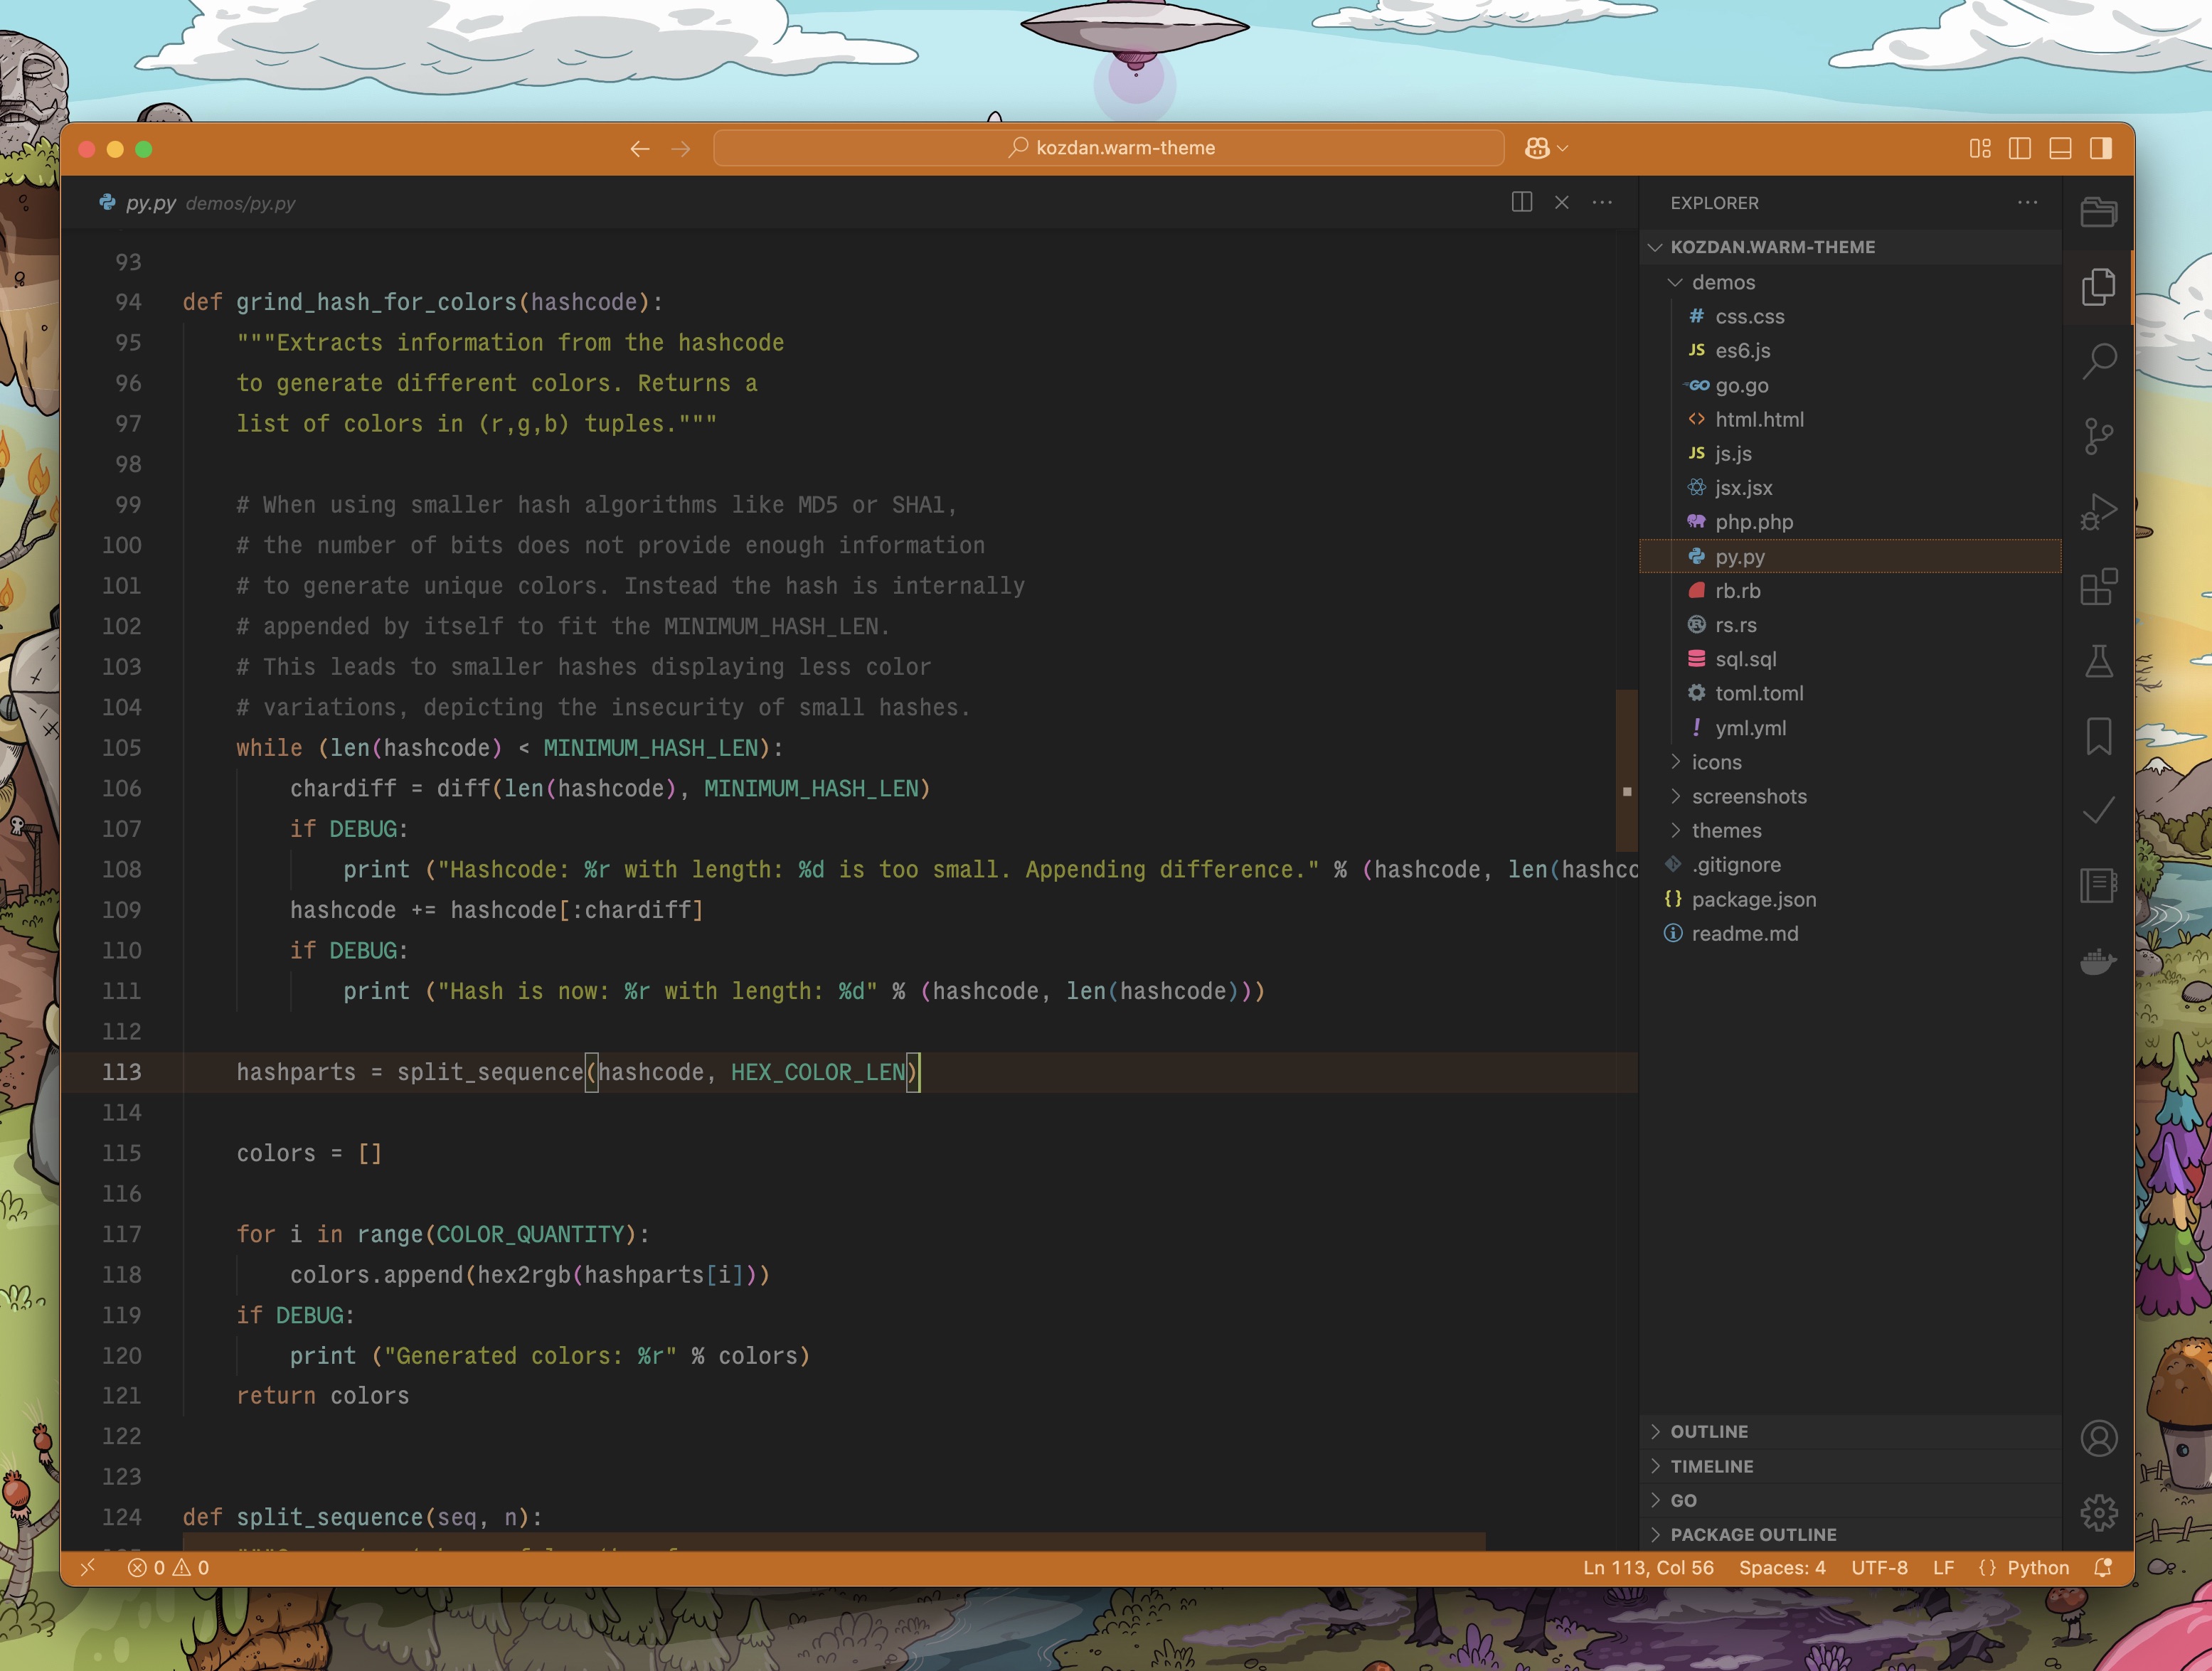 kozdan.warm-theme
py.py demos/py.py
93
94 def grind_hash_for_colors(hashcode):
95 """Extracts information from the hashcode
96 to generate different colors. Returns a
97 list of colors in (r,g,b) tuples."""
98
99 # When using smaller hash algorithms like MD5 or SHA1,
100 # the number of bits does not provide enough information
101 # to generate unique colors. Instead the hash is internally
102 # appended by itself to fit the MINIMUM_HASH_LEN.
103 # This leads to smaller hashes displaying less color
104 # variations, depicting the insecurity of small hashes.
105 while (len(hashcode) < MINIMUM_HASH_LEN):
106 chardiff = diff(len(hashcode), MINIMUM_HASH_LEN)
107 if DEBUG:
108 print ("Hashcode: %r with length: %d is too small. Appending difference." % (hashcode, len(hashco
109 hashcode += hashcode[:chardiff]
110 if DEBUG:
111 print ("Hash is now: %r with length: %d" % (hashcode, len(hashcode)))
112
113 hashparts = split_sequence(hashcode, HEX_COLOR_LEN)
114
115 colors = []
116
117 for i in range(COLOR_QUANTITY):
118 colors.append(hex2rgb(hashparts[i]))
119 if DEBUG:
120 print ("Generated colors: %r" % colors)
121 return colors
122
123
124 def split_sequence(seq, n):
EXPLORER
KOZDAN.WARM-THEME
demos
# css.css
JS es6.js
GO go.go
<> html.html
JS js.js
jsx.jsx
php.php
py.py
rb.rb
rs.rs
sql.sql
toml.toml
! yml.yml
icons
screenshots
themes
.gitignore
{} package.json
readme.md
OUTLINE
TIMELINE
GO
PACKAGE OUTLINE
0 0
Ln 113, Col 56 Spaces: 4 UTF-8 LF {} Python